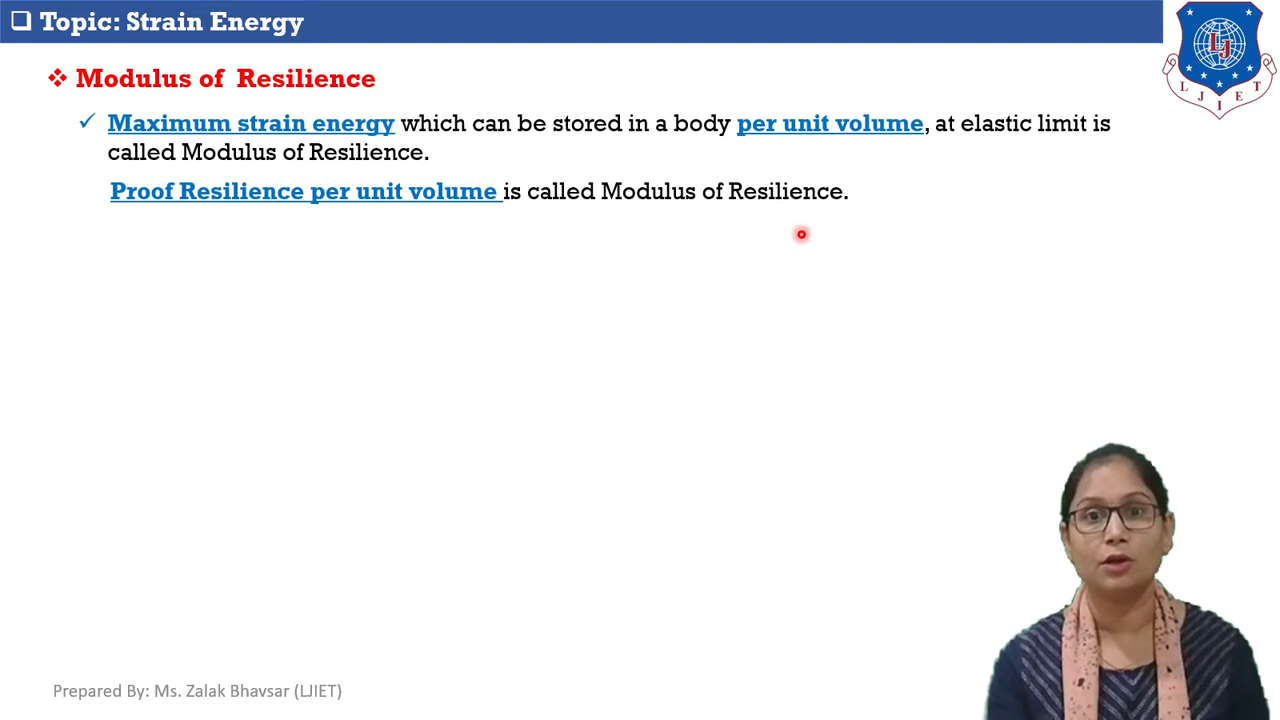 ❑ Topic: Strain Energy
❖ Modulus of Resilience
✓ Maximum strain energy which can be stored in a body per unit volume, at elastic limit is
called Modulus of Resilience.
Proof Resilience per unit volume is called Modulus of Resilience.
LJ
LJIET
Prepared By: Ms. Zalak Bhavsar (LJIET)